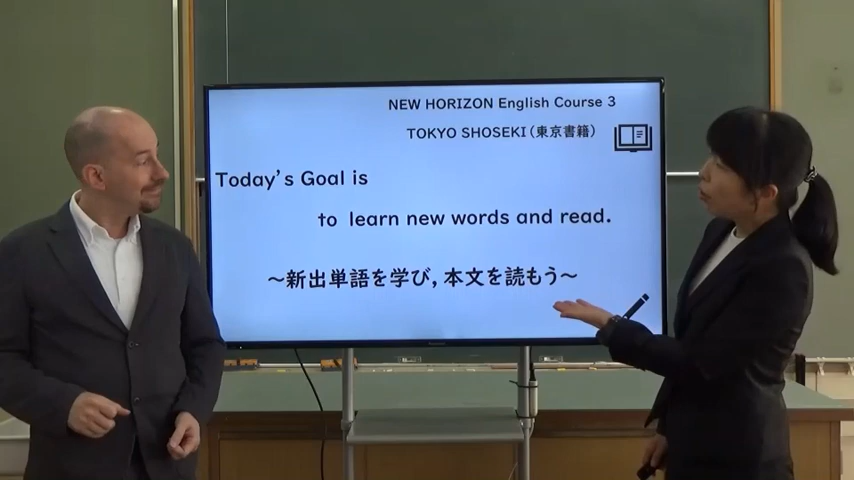 NEW HORIZON English Course 3
TOKYO SHOSEKI（東京書籍）
Today's Goal is
to learn new words and read.
～新出単語を学び，本文を読もう～